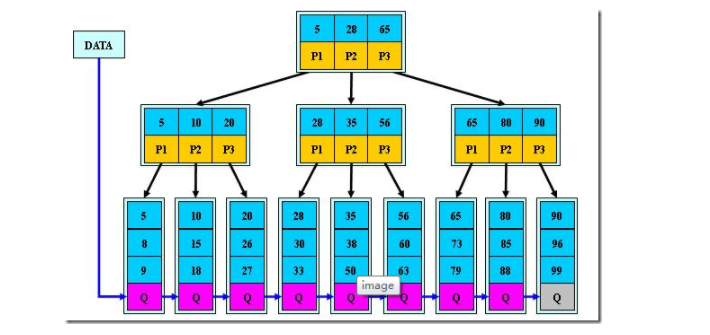 5 28 65
DATA
P1 P2 P3
5 10 20 28 35 56 65 80 90
P1 P2 P3 P1 P2 P3 P1 P2 P3
5 10 20 28 35 56 65 80 90
8 15 26 30 38 60 73 85 96
9 18 27 33 50 63 79 88 99
image
Q Q Q Q Q Q Q Q Q